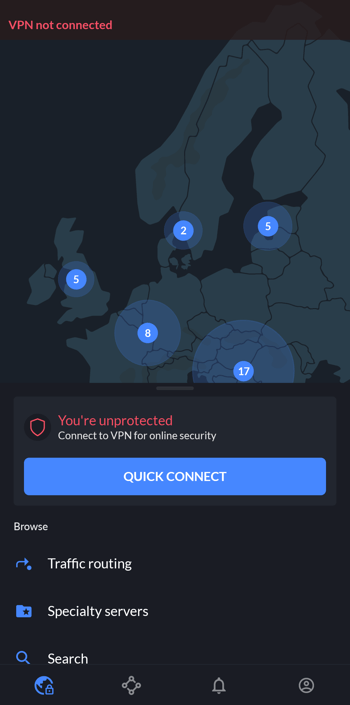 VPN not connected
2
5
5
8
17
You're unprotected
Connect to VPN for online security
QUICK CONNECT
Browse
Traffic routing
Specialty servers
Search